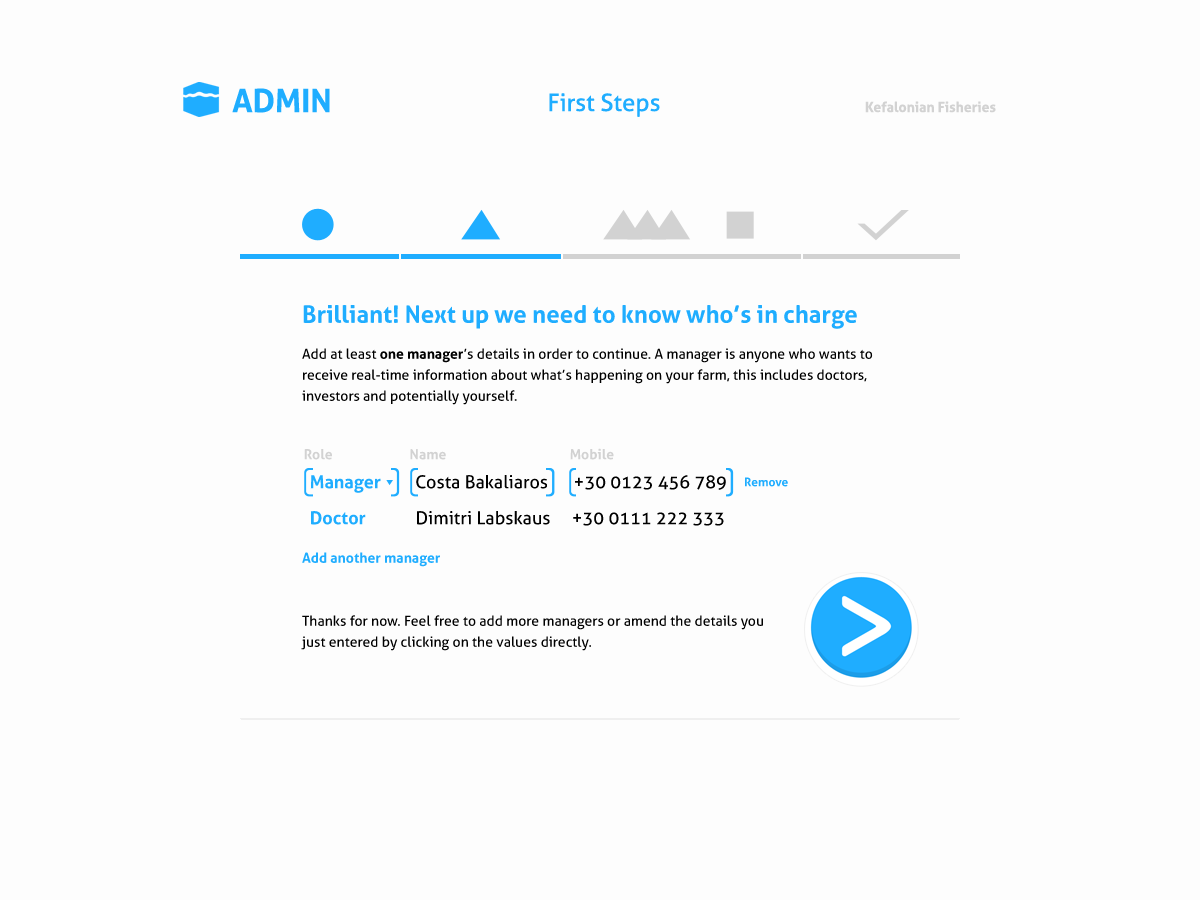 ADMIN
First Steps
Kefalonian Fisheries
Brilliant! Next up we need to know who's in charge
Add at least one manager's details in order to continue. A manager is anyone who wants to
receive real-time information about what's happening on your farm, this includes doctors,
investors and potentially yourself.
Role Name Mobile
Manager Costa Bakaliaros +30 0123 456 789 Remove
Doctor Dimitri Labskaus +30 0111 222 333
Add another manager
Thanks for now. Feel free to add more managers or amend the details you
just entered by clicking on the values directly.